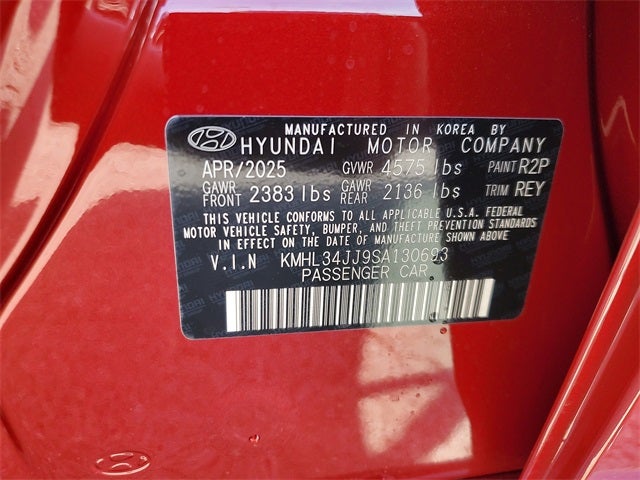 MANUFACTURED IN KOREA BY
HYUNDAI MOTOR COMPANY
APR/2025 GVWR 4575 lbs PAINT R2P
GAWR FRONT 2383 lbs GAWR REAR 2136 lbs TRIM REY
THIS VEHICLE CONFORMS TO ALL APPLICABLE U.S.A. FEDERAL
MOTOR VEHICLE SAFETY, BUMPER, AND THEFT PREVENTION STANDARDS
IN EFFECT ON THE DATE OF MANUFACTURE SHOWN ABOVE
V.I.N KMHL34JJ9SA130693
PASSENGER CAR